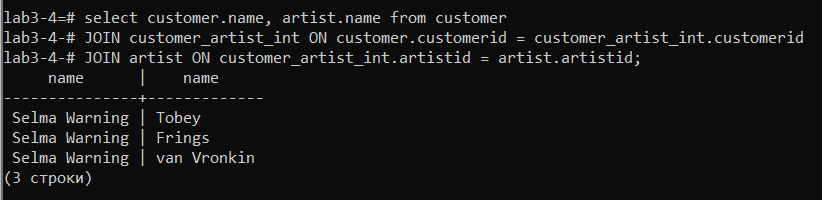 lab3-4=# select customer.name, artist.name from customer
lab3-4-# JOIN customer_artist_int ON customer.customerid = customer_artist_int.customerid
lab3-4-# JOIN artist ON customer_artist_int.artistid = artist.artistid;
     name      |    name
---------------+-------------
 Selma Warning | Tobey
 Selma Warning | Frings
 Selma Warning | van Vronkin
(3 строки)